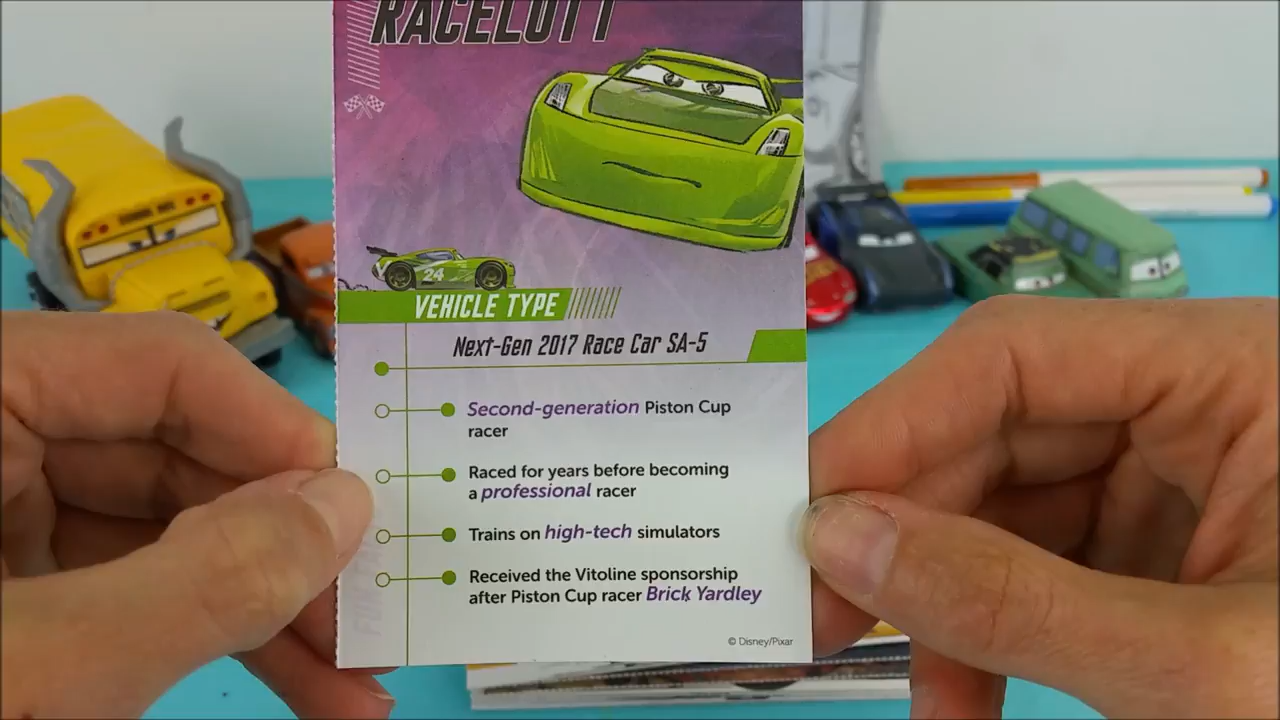 RACELOTT
24
VEHICLE TYPE
Next-Gen 2017 Race Car SA-5
Second-generation Piston Cup
racer
Raced for years before becoming
a professional racer
Trains on high-tech simulators
Received the Vitoline sponsorship
after Piston Cup racer Brick Yardley
© Disney/Pixar